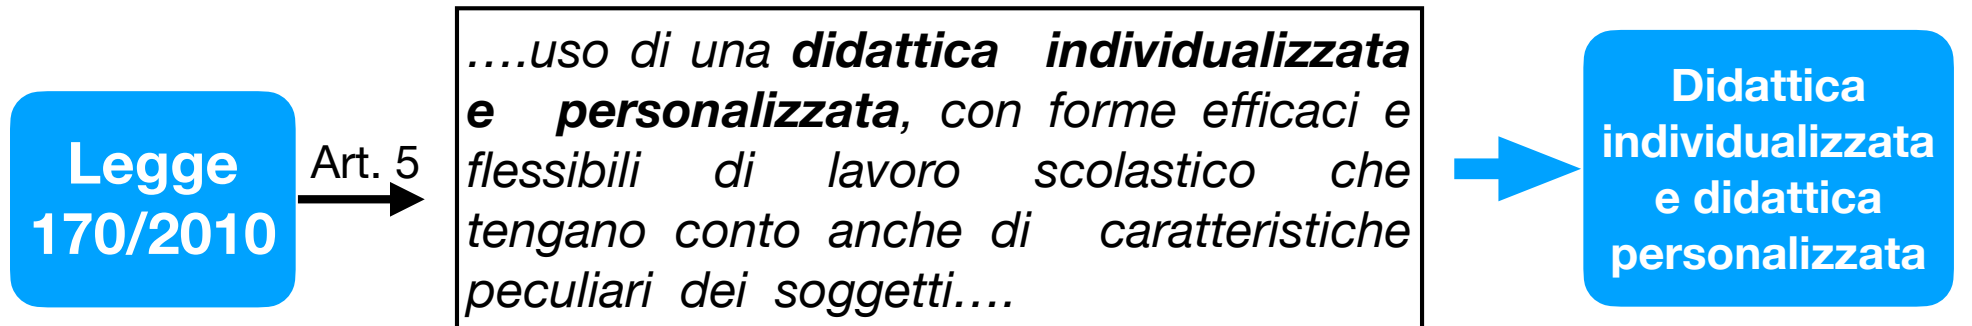 Legge
170/2010
Art. 5
....uso di una didattica individualizzata
e personalizzata, con forme efficaci e
flessibili di lavoro scolastico che
tengano conto anche di caratteristiche
peculiari dei soggetti....
Didattica
individualizzata
e didattica
personalizzata